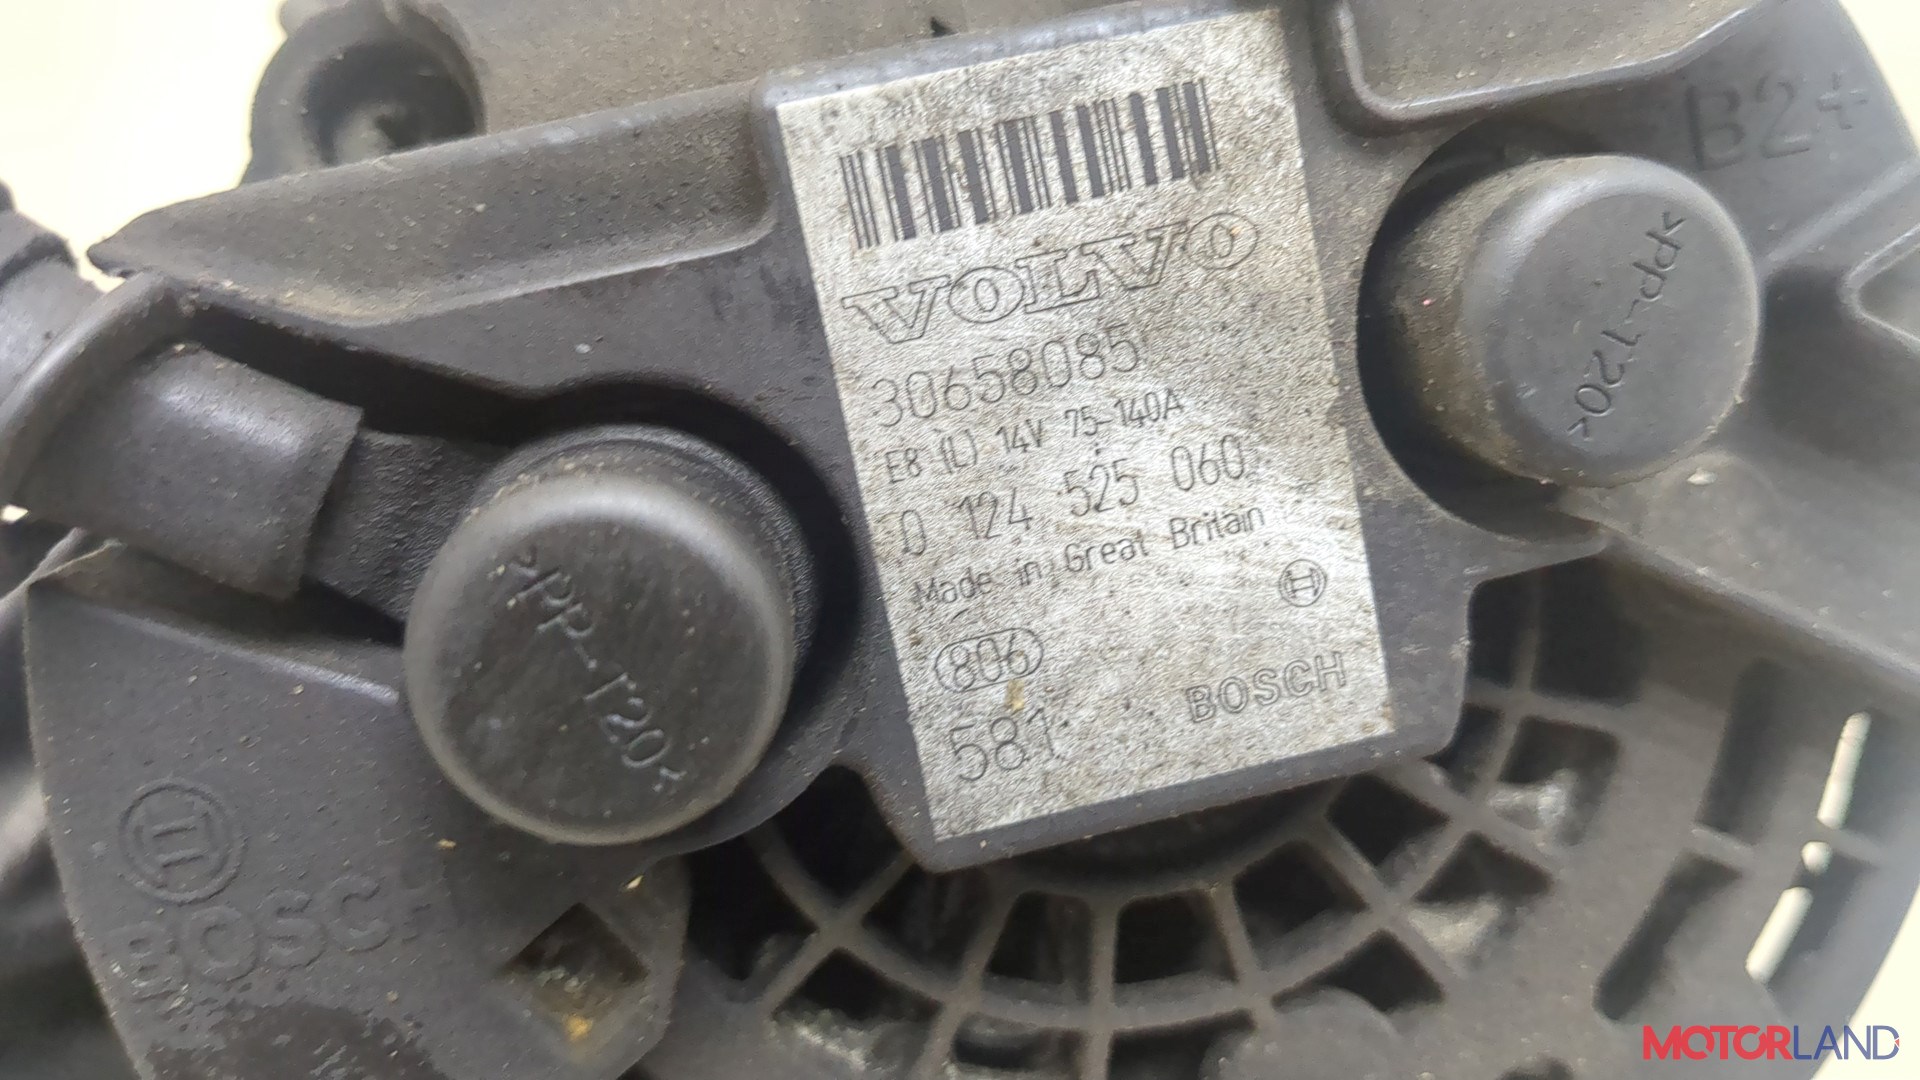 VOLVO
30658085
E8 (L) 14V 75-140A
0 124 525 060
Made in Great Britain
806
581 BOSCH
B2+
>PP-T20<
>PP-T20<
BOSCH
MOTORLAND